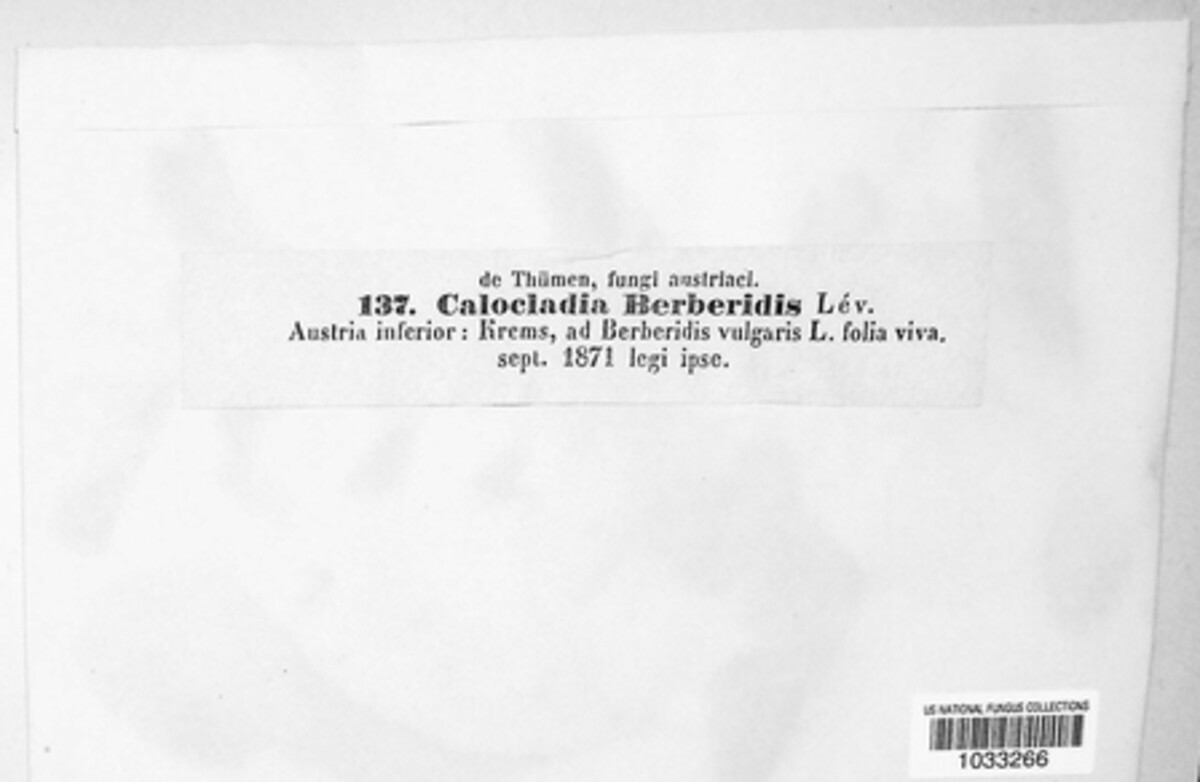 de Thümen, fungi austriaci.
137. Calocladia Berberidis Lév.
Austria inferior: Krems, ad Berberidis vulgaris L. folia viva.
sept. 1871 legi ipse.
US NATIONAL FUNGUS COLLECTIONS
1033266